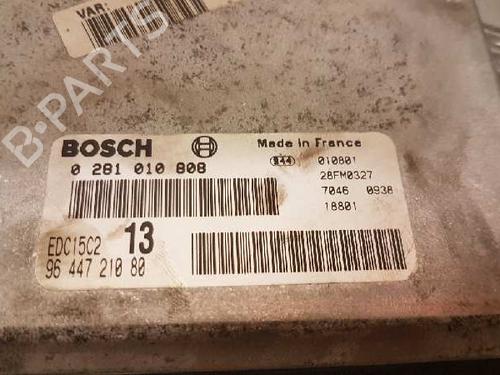 VAR:
B-PARTS
BOSCH
Made in France
0 281 010 808
944 010801
28FM0327
7046 0938
18801
EDC15C2 13
96 447 210 80